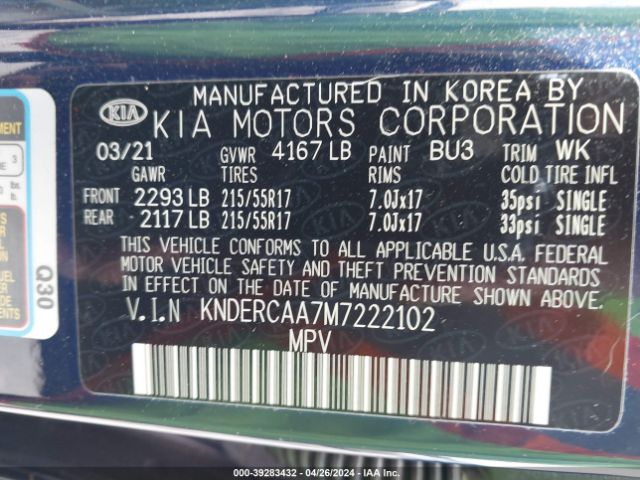 MANUFACTURED IN KOREA BY
KIA KIA MOTORS CORPORATION
03/21 GVWR 4167 LB PAINT BU3 TRIM WK
GAWR TIRES RIMS COLD TIRE INFL
FRONT 2293 LB 215/55R17 7.0Jx17 35psi SINGLE
REAR 2117 LB 215/55R17 7.0Jx17 33psi SINGLE
THIS VEHICLE CONFORMS TO ALL APPLICABLE U.S.A. FEDERAL
MOTOR VEHICLE SAFETY AND THEFT PREVENTION STANDARDS
IN EFFECT ON THE DATE OF MANUFACTURE SHOWN ABOVE.
V.I.N KNDERCAA7M7222102
MPV
Q30
000-39283432 - 04/26/2024 - IAA Inc.